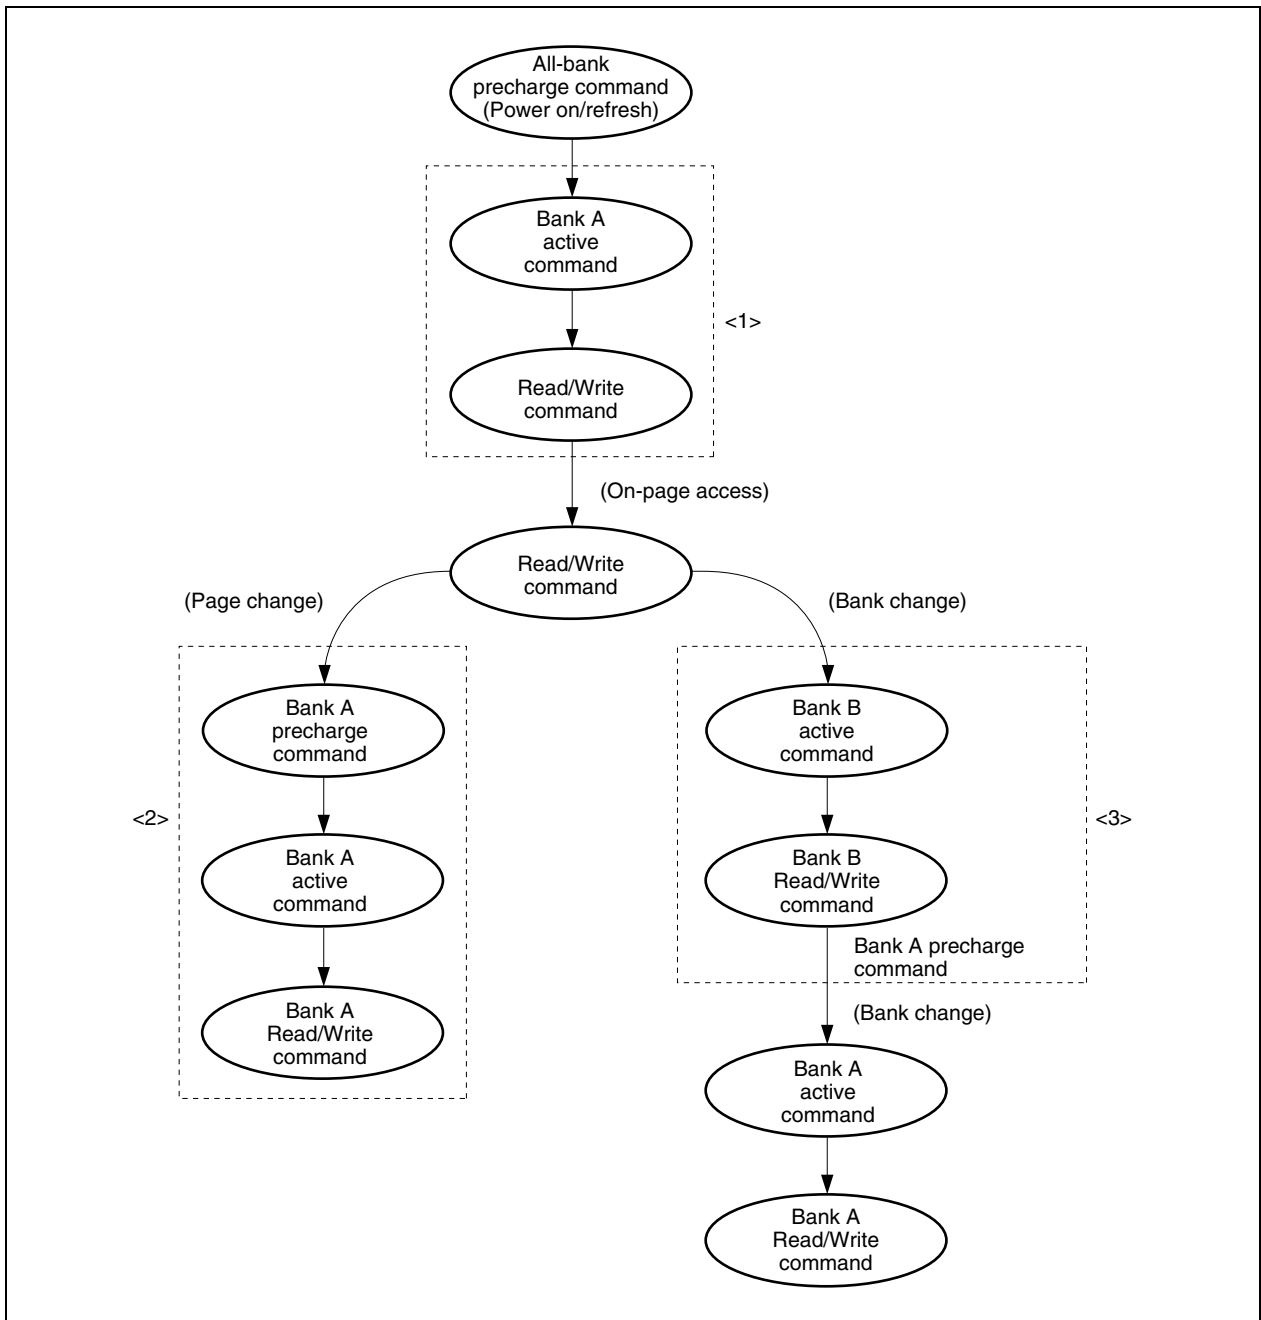 All-bank
precharge command
(Power on/refresh)
Bank A
active
command
<1>
Read/Write
command
(On-page access)
Read/Write
command
(Page change)
(Bank change)
Bank A
precharge
command
Bank A
active
command
Bank A
Read/Write
command
<2>
Bank B
active
command
Bank B
Read/Write
command
<3>
Bank A precharge
command
(Bank change)
Bank A
active
command
Bank A
Read/Write
command